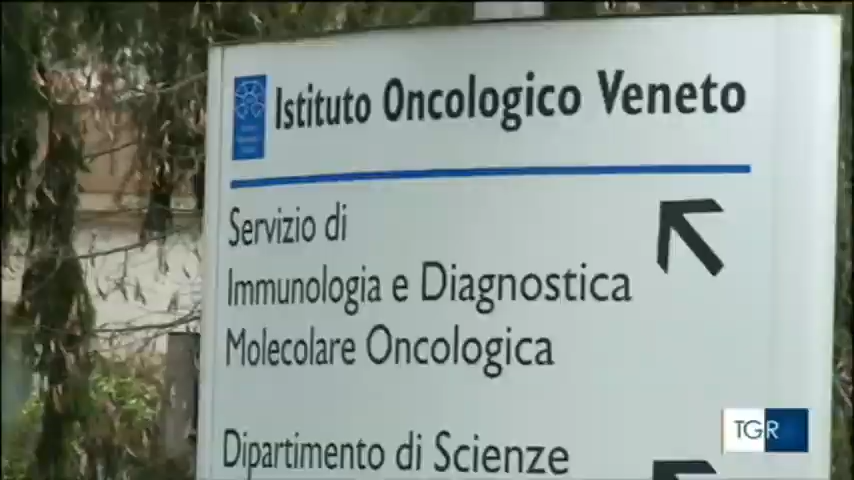 Istituto Oncologico Veneto
Servizio di
Immunologia e Diagnostica
Molecolare Oncologica
Dipartimento di Scienze
TGR